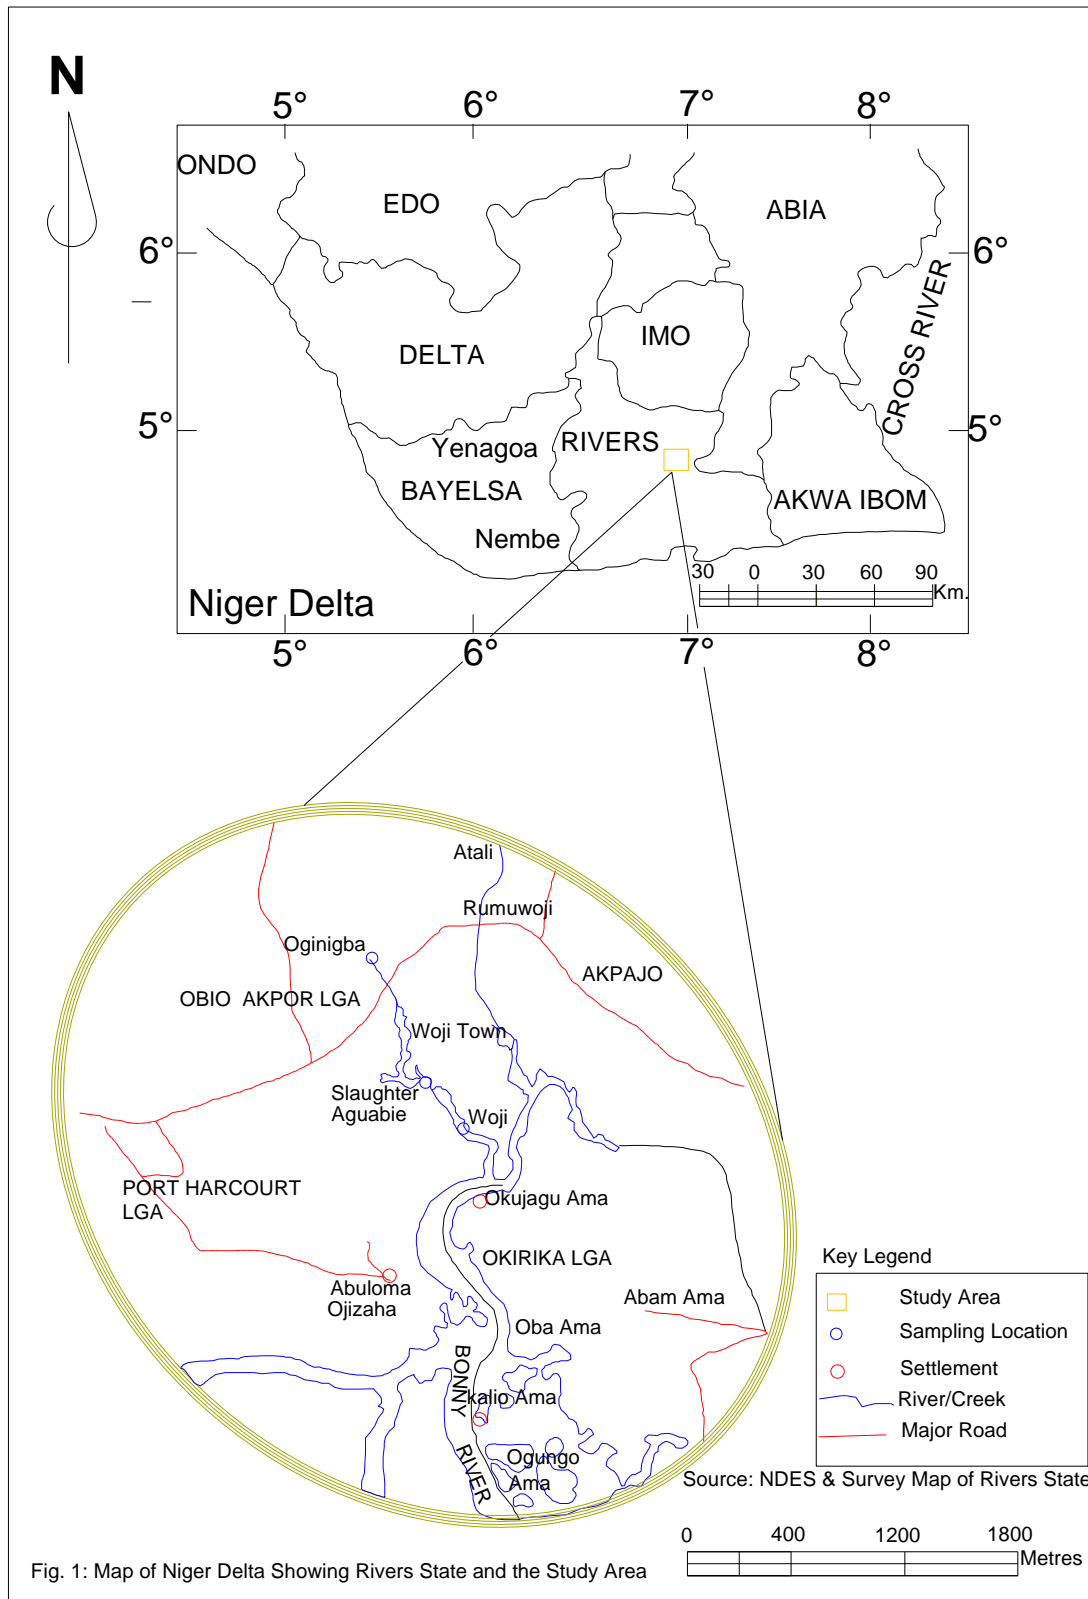 N
5° 6° 7° 8°
ONDO
EDO
ABIA
6° 6°
CROSS RIVER
IMO
DELTA
5° 5°
Yenagoa
RIVERS
BAYELSA
AKWA IBOM
Nembe
30 0 30 60 90
Km.
Niger Delta
5° 6° 7° 8°
Atali
Rumuwoji
Oginigba
AKPAJO
OBIO AKPOR LGA
Woji Town
Slaughter
Aguabie
Woji
PORT HARCOURT
LGA
Okujagu Ama
OKIRIKA LGA
Abuloma
Ojizaha
Abam Ama
Oba Ama
BONNY
RIVER
kalio Ama
Ogungo
Ama
Key Legend
Study Area
Sampling Location
Settlement
River/Creek
Major Road
Source: NDES & Survey Map of Rivers State
0 400 1200 1800
Metres
Fig. 1: Map of Niger Delta Showing Rivers State and the Study Area